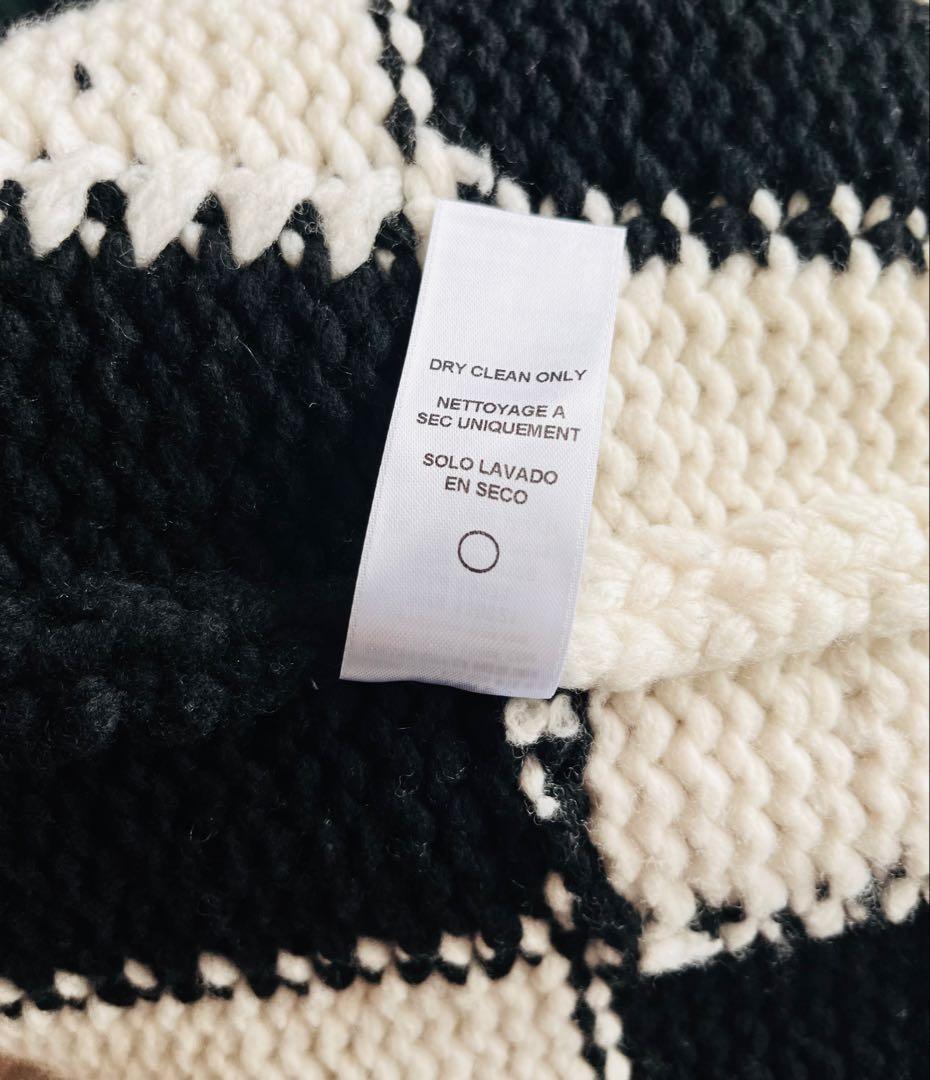 DRY CLEAN ONLY
NETTOYAGE A
SEC UNIQUEMENT
SOLO LAVADO
EN SECO